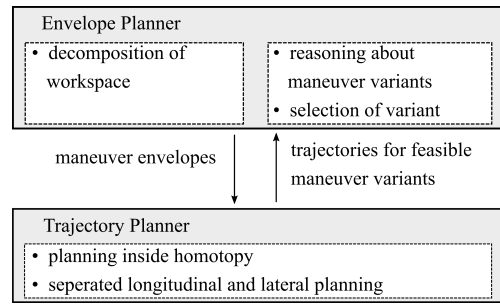 Envelope Planner
• decomposition of
workspace
• reasoning about
maneuver variants
• selection of variant
maneuver envelopes
trajectories for feasible
maneuver variants
Trajectory Planner
• planning inside homotopy
• seperated longitudinal and lateral planning